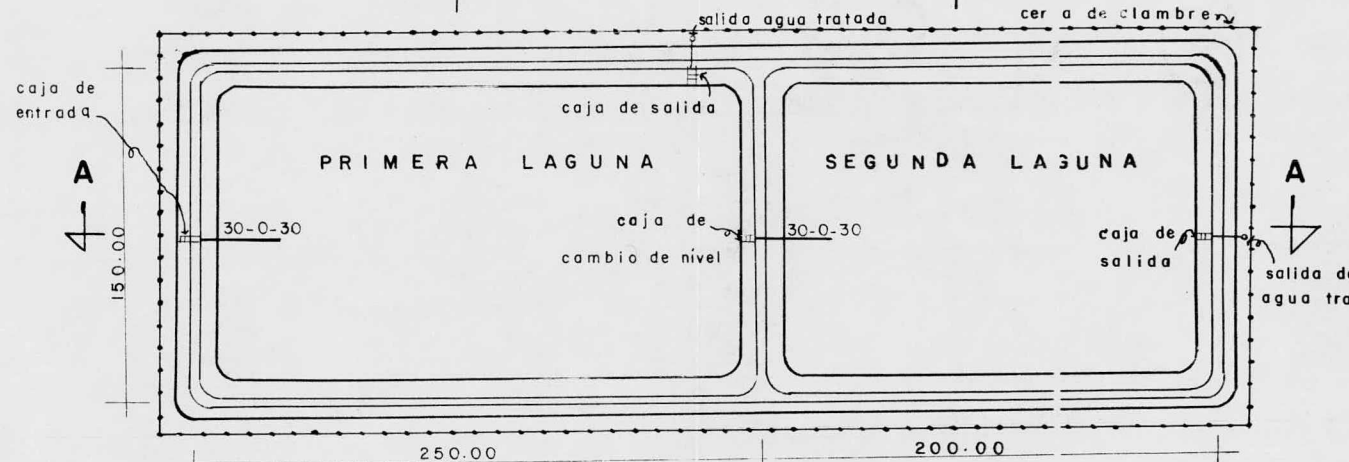 salida agua tratada
cer a de alambre
caja de
entrada
caja de salida
A
PRIMERA LAGUNA
SEGUNDA LAGUNA
A
30-0-30
caja de
cambio de nivel
30-0-30
caja de
salida
salida de
agua tra
150.00
250.00
200.00